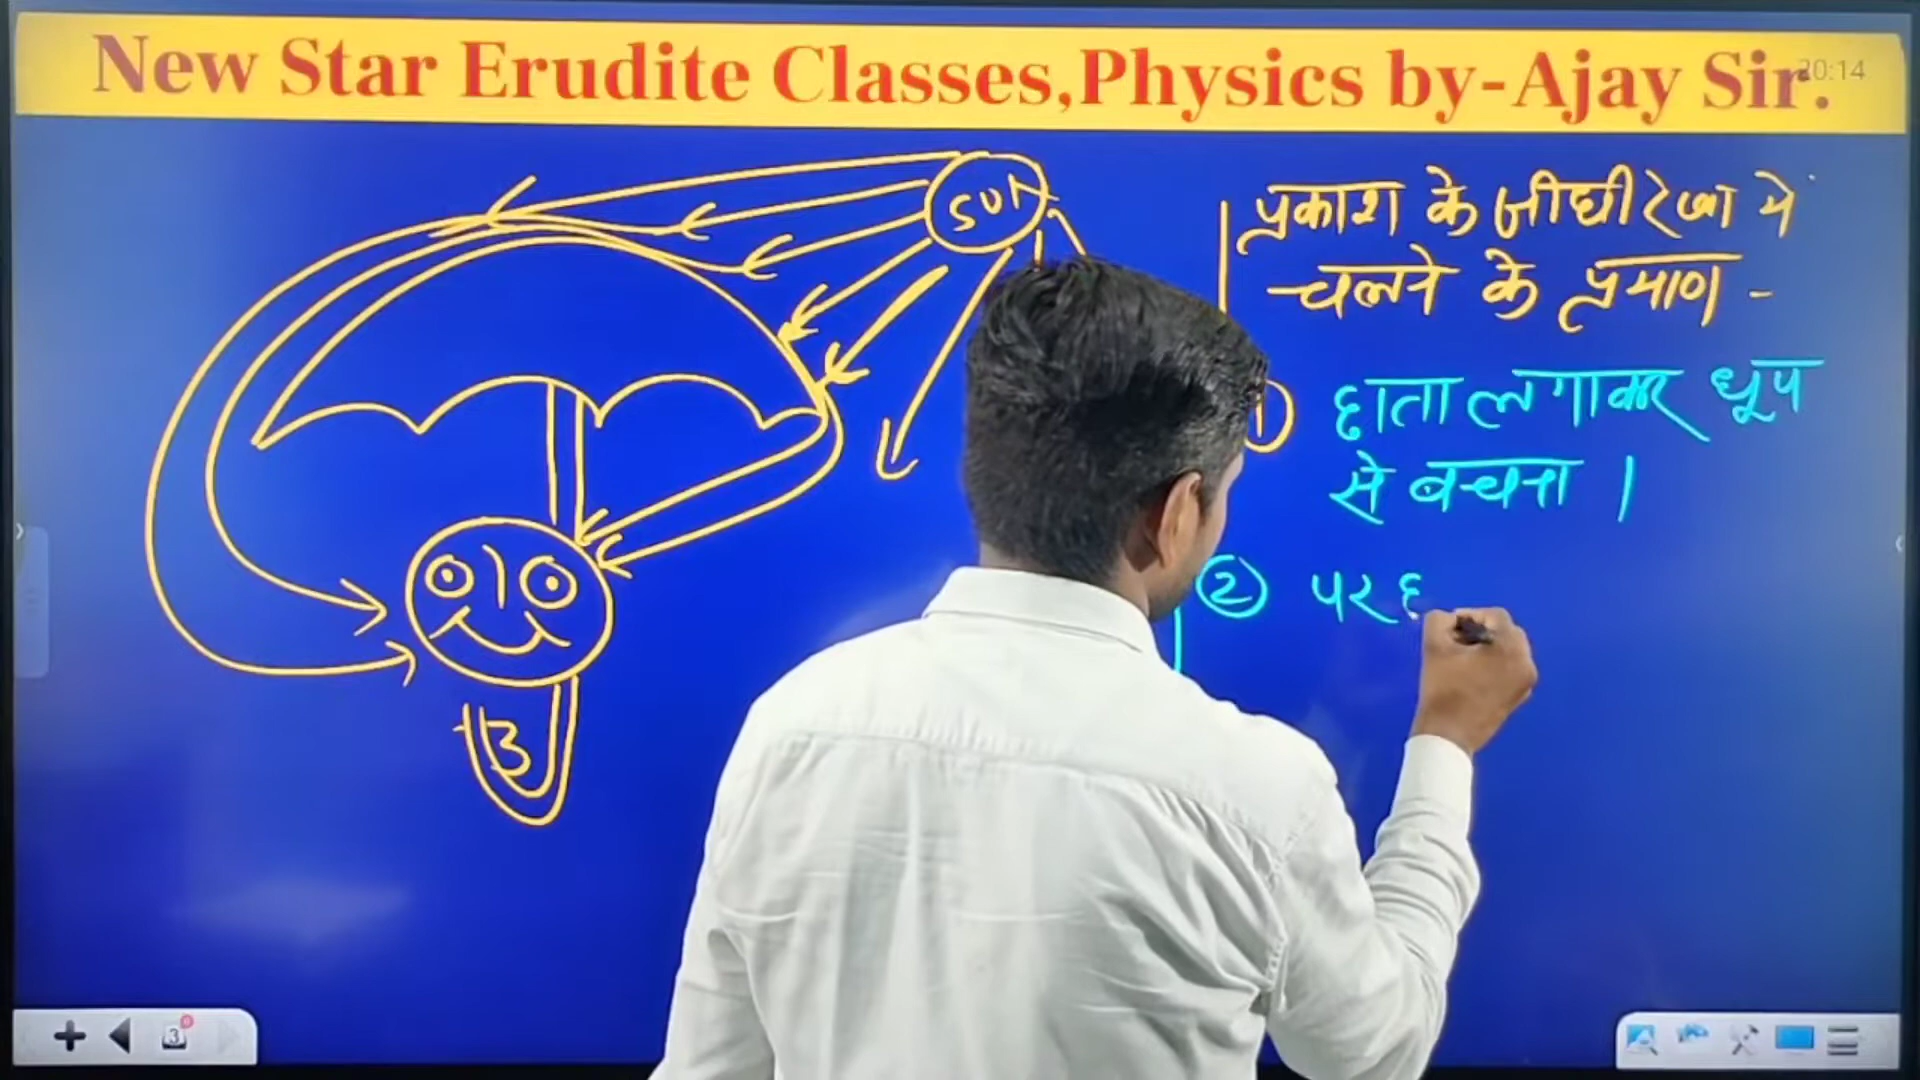 New Star Erudite Classes,Physics by-Ajay Sir.
20:14
SUN
प्रकाश के सीधी रेखा में
चलने के प्रमाण -
① छाता लगाकर धूप
से बचना ।
② परछ
3